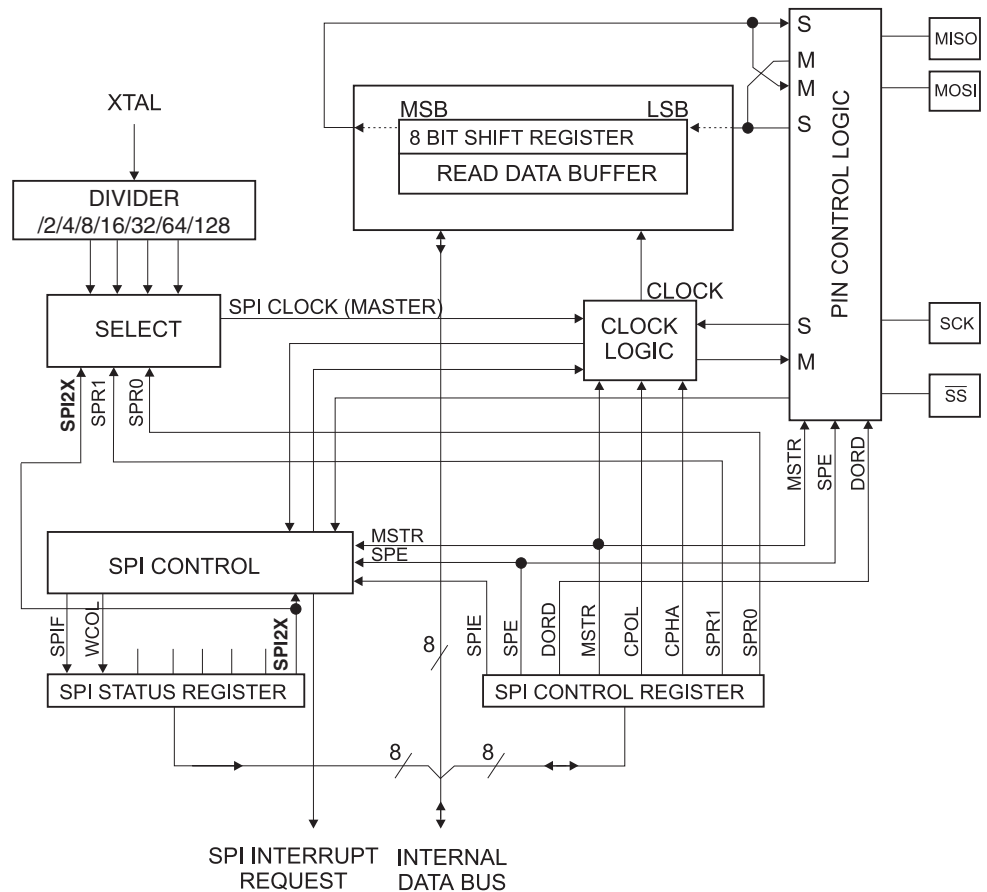 S
MISO
M
MOSI
M
XTAL
MSB
LSB
S
8 BIT SHIFT REGISTER
READ DATA BUFFER
PIN CONTROL LOGIC
DIVIDER
/2/4/8/16/32/64/128
SPI CLOCK (MASTER)
CLOCK
SELECT
CLOCK
LOGIC
S
SCK
M
SS
SPI2X
SPR1
SPR0
MSTR
SPE
DORD
MSTR
SPE
SPI CONTROL
SPIF
WCOL
SPI2X
8
SPIE
SPE
DORD
MSTR
CPOL
CPHA
SPR1
SPR0
SPI STATUS REGISTER
SPI CONTROL REGISTER
8
8
SPI INTERRUPT
REQUEST
INTERNAL
DATA BUS